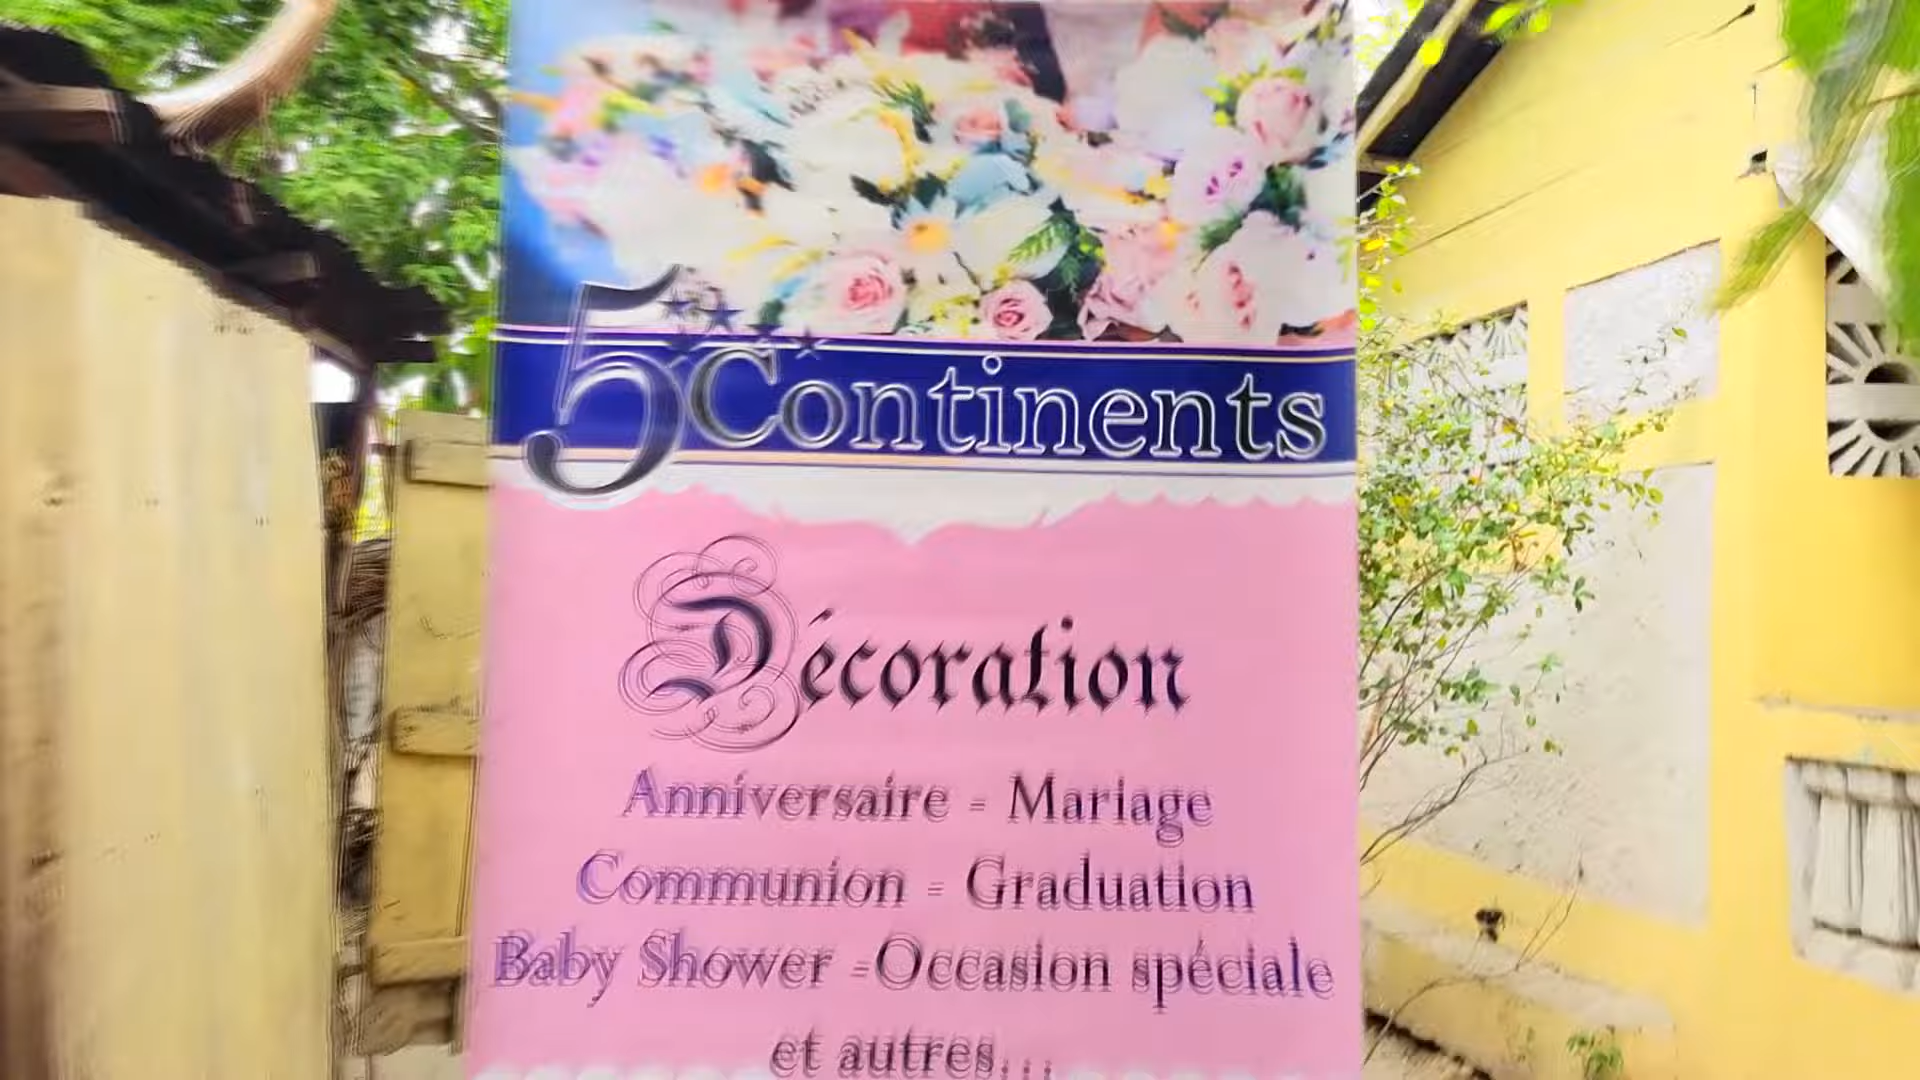 5 Continents
Décoration
Anniversaire - Mariage
Communion - Graduation
Baby Shower - Occasion spéciale
et autres...